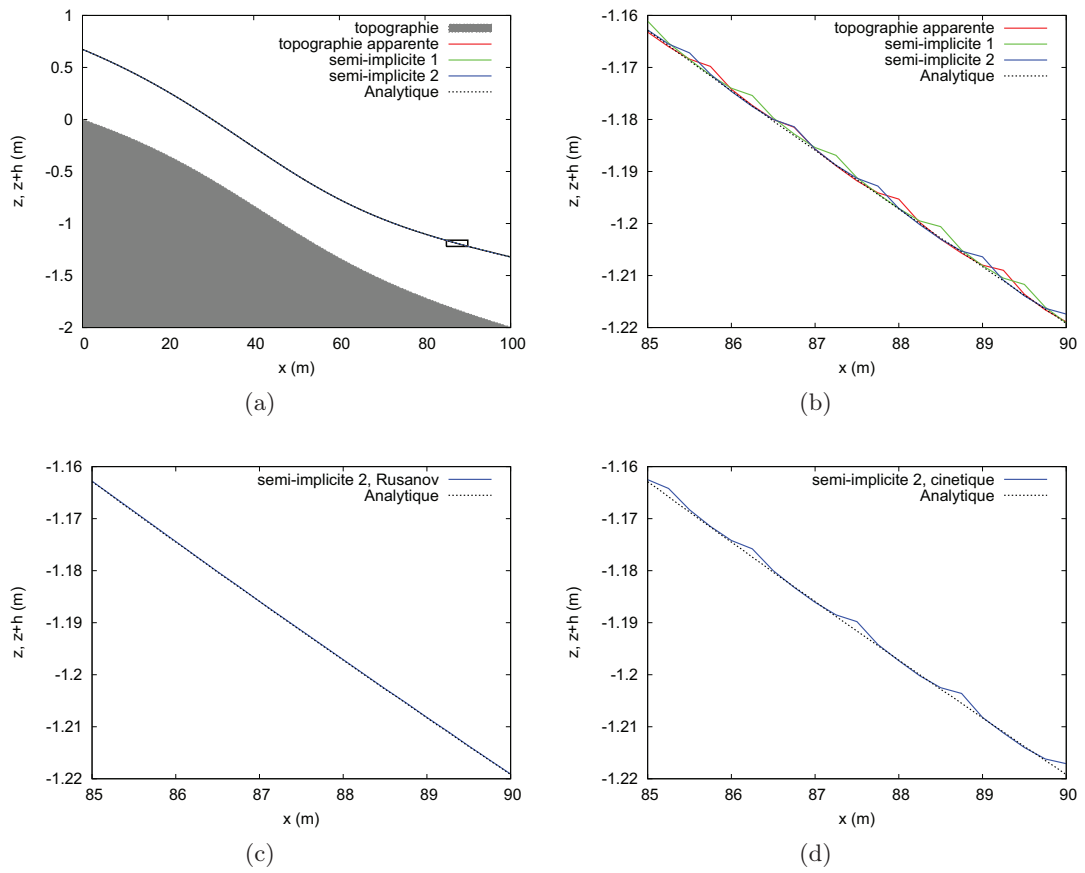 1
0.5
0
-0.5
-1
-1.5
-2
z, z+h (m)
topographie
topographie apparente
semi-implicite 1
semi-implicite 2
Analytique
0 20 40 60 80 100
x (m)
(a)
-1.16
-1.17
-1.18
-1.19
-1.2
-1.21
-1.22
z, z+h (m)
topographie apparente
semi-implicite 1
semi-implicite 2
Analytique
85 86 87 88 89 90
x (m)
(b)
-1.16
-1.17
-1.18
-1.19
-1.2
-1.21
-1.22
z, z+h (m)
semi-implicite 2, Rusanov
Analytique
85 86 87 88 89 90
x (m)
(c)
-1.16
-1.17
-1.18
-1.19
-1.2
-1.21
-1.22
z, z+h (m)
semi-implicite 2, cinetique
Analytique
85 86 87 88 89 90
x (m)
(d)